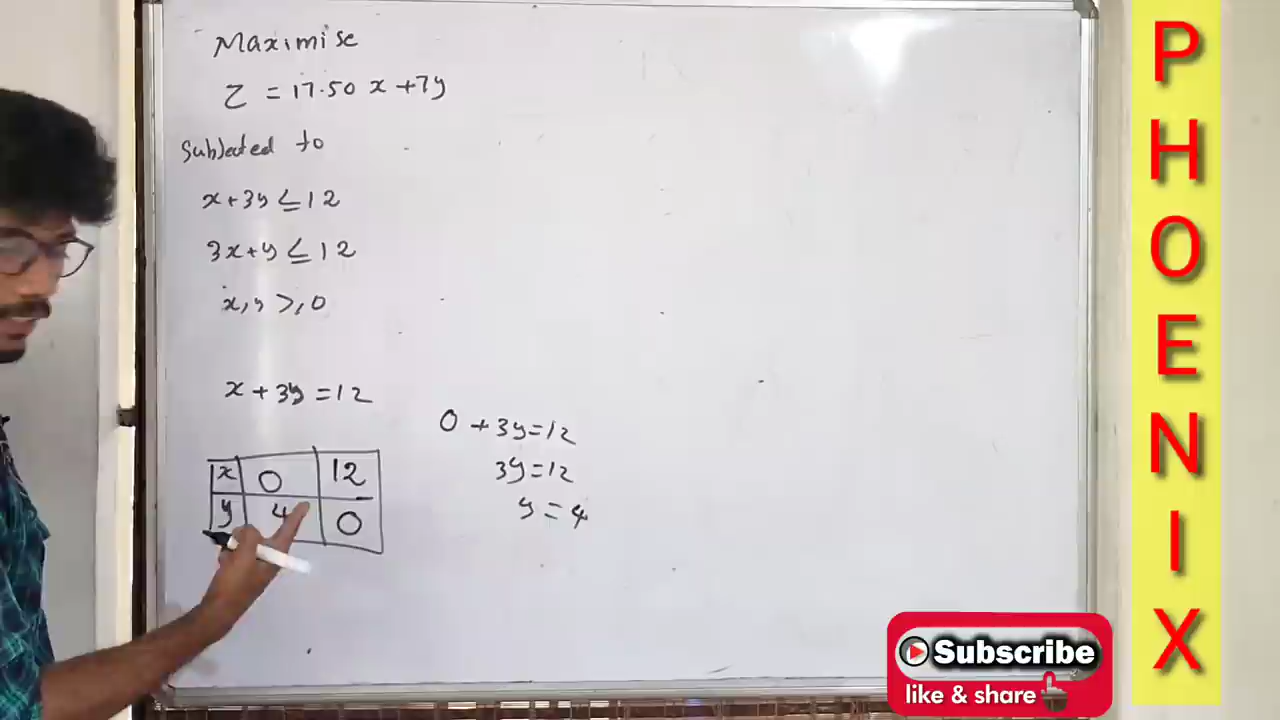 Maximise
Z = 17.50 x + 7y
Subjected to
x + 3y ≤ 12
3x + y ≤ 12
x, y >, 0
x + 3y = 12
x 0 12
y 4 0
0 + 3y = 12
3y = 12
y = 4
PHOENIX
Subscribe
like & share